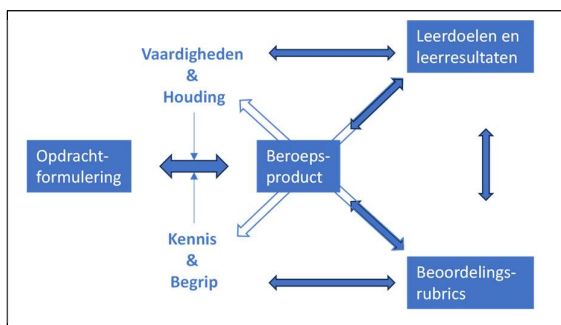 Vaardigheden
&
Houding
Leerdoelen en
leerresultaten
Opdracht-
formulering
Beroeps-
product
Kennis
&
Begrip
Beoordelings-
rubrics